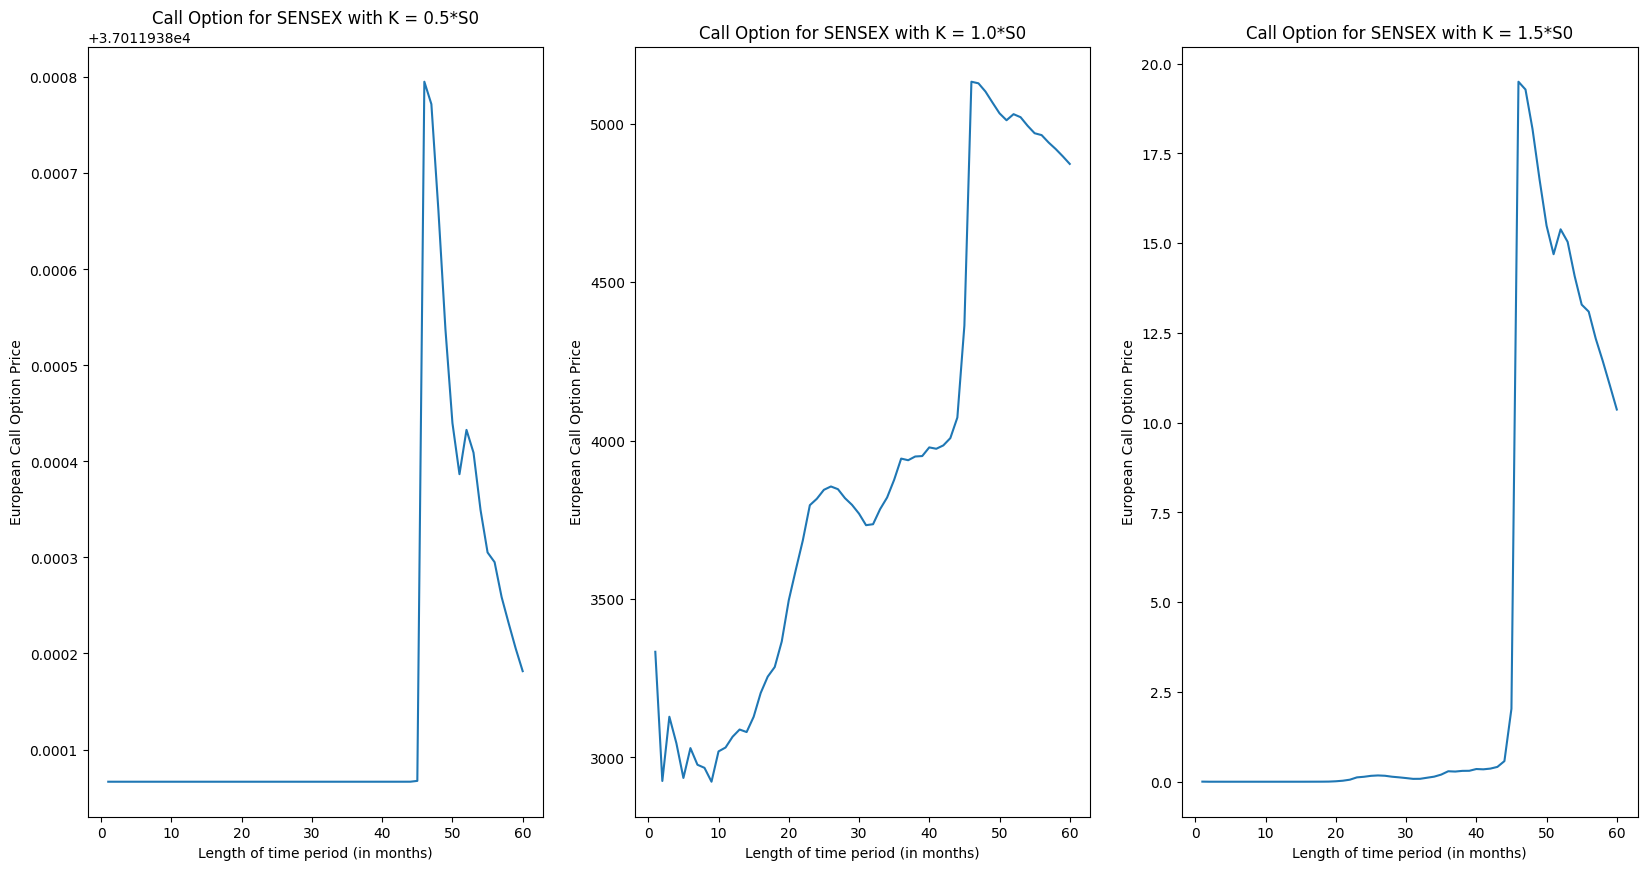 Call Option for SENSEX with K = 0.5*S0
+3.7011938e4
0.0008
0.0007
0.0006
0.0005
0.0004
0.0003
0.0002
0.0001
European Call Option Price
0 10 20 30 40 50 60
Length of time period (in months)
Call Option for SENSEX with K = 1.0*S0
5000
4500
4000
3500
3000
European Call Option Price
0 10 20 30 40 50 60
Length of time period (in months)
Call Option for SENSEX with K = 1.5*S0
20.0
17.5
15.0
12.5
10.0
7.5
5.0
2.5
0.0
European Call Option Price
0 10 20 30 40 50 60
Length of time period (in months)